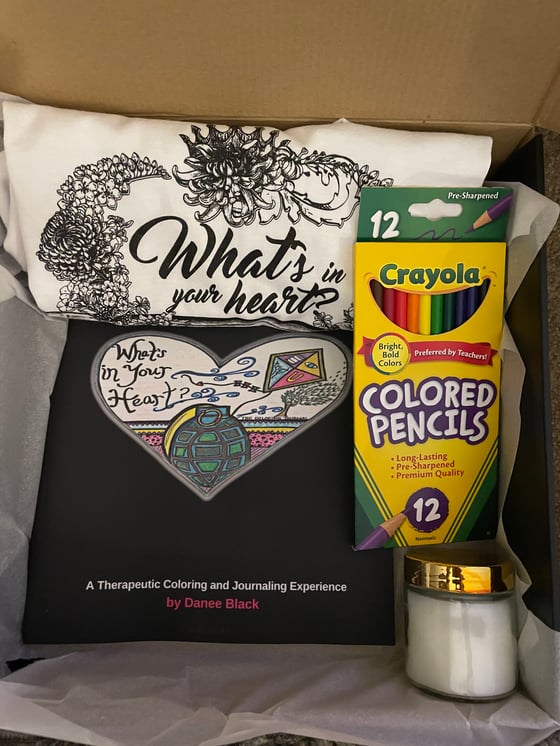 What's in
your heart?
Pre-Sharpened
12
Crayola
Bright,
Bold
Colors
Preferred by Teachers!
COLORED
PENCILS
• Long-Lasting
• Pre-Sharpened
• Premium Quality
12
Nontoxic
What's
in Your
Heart?
A Therapeutic Coloring and Journaling Experience
by Danee Black